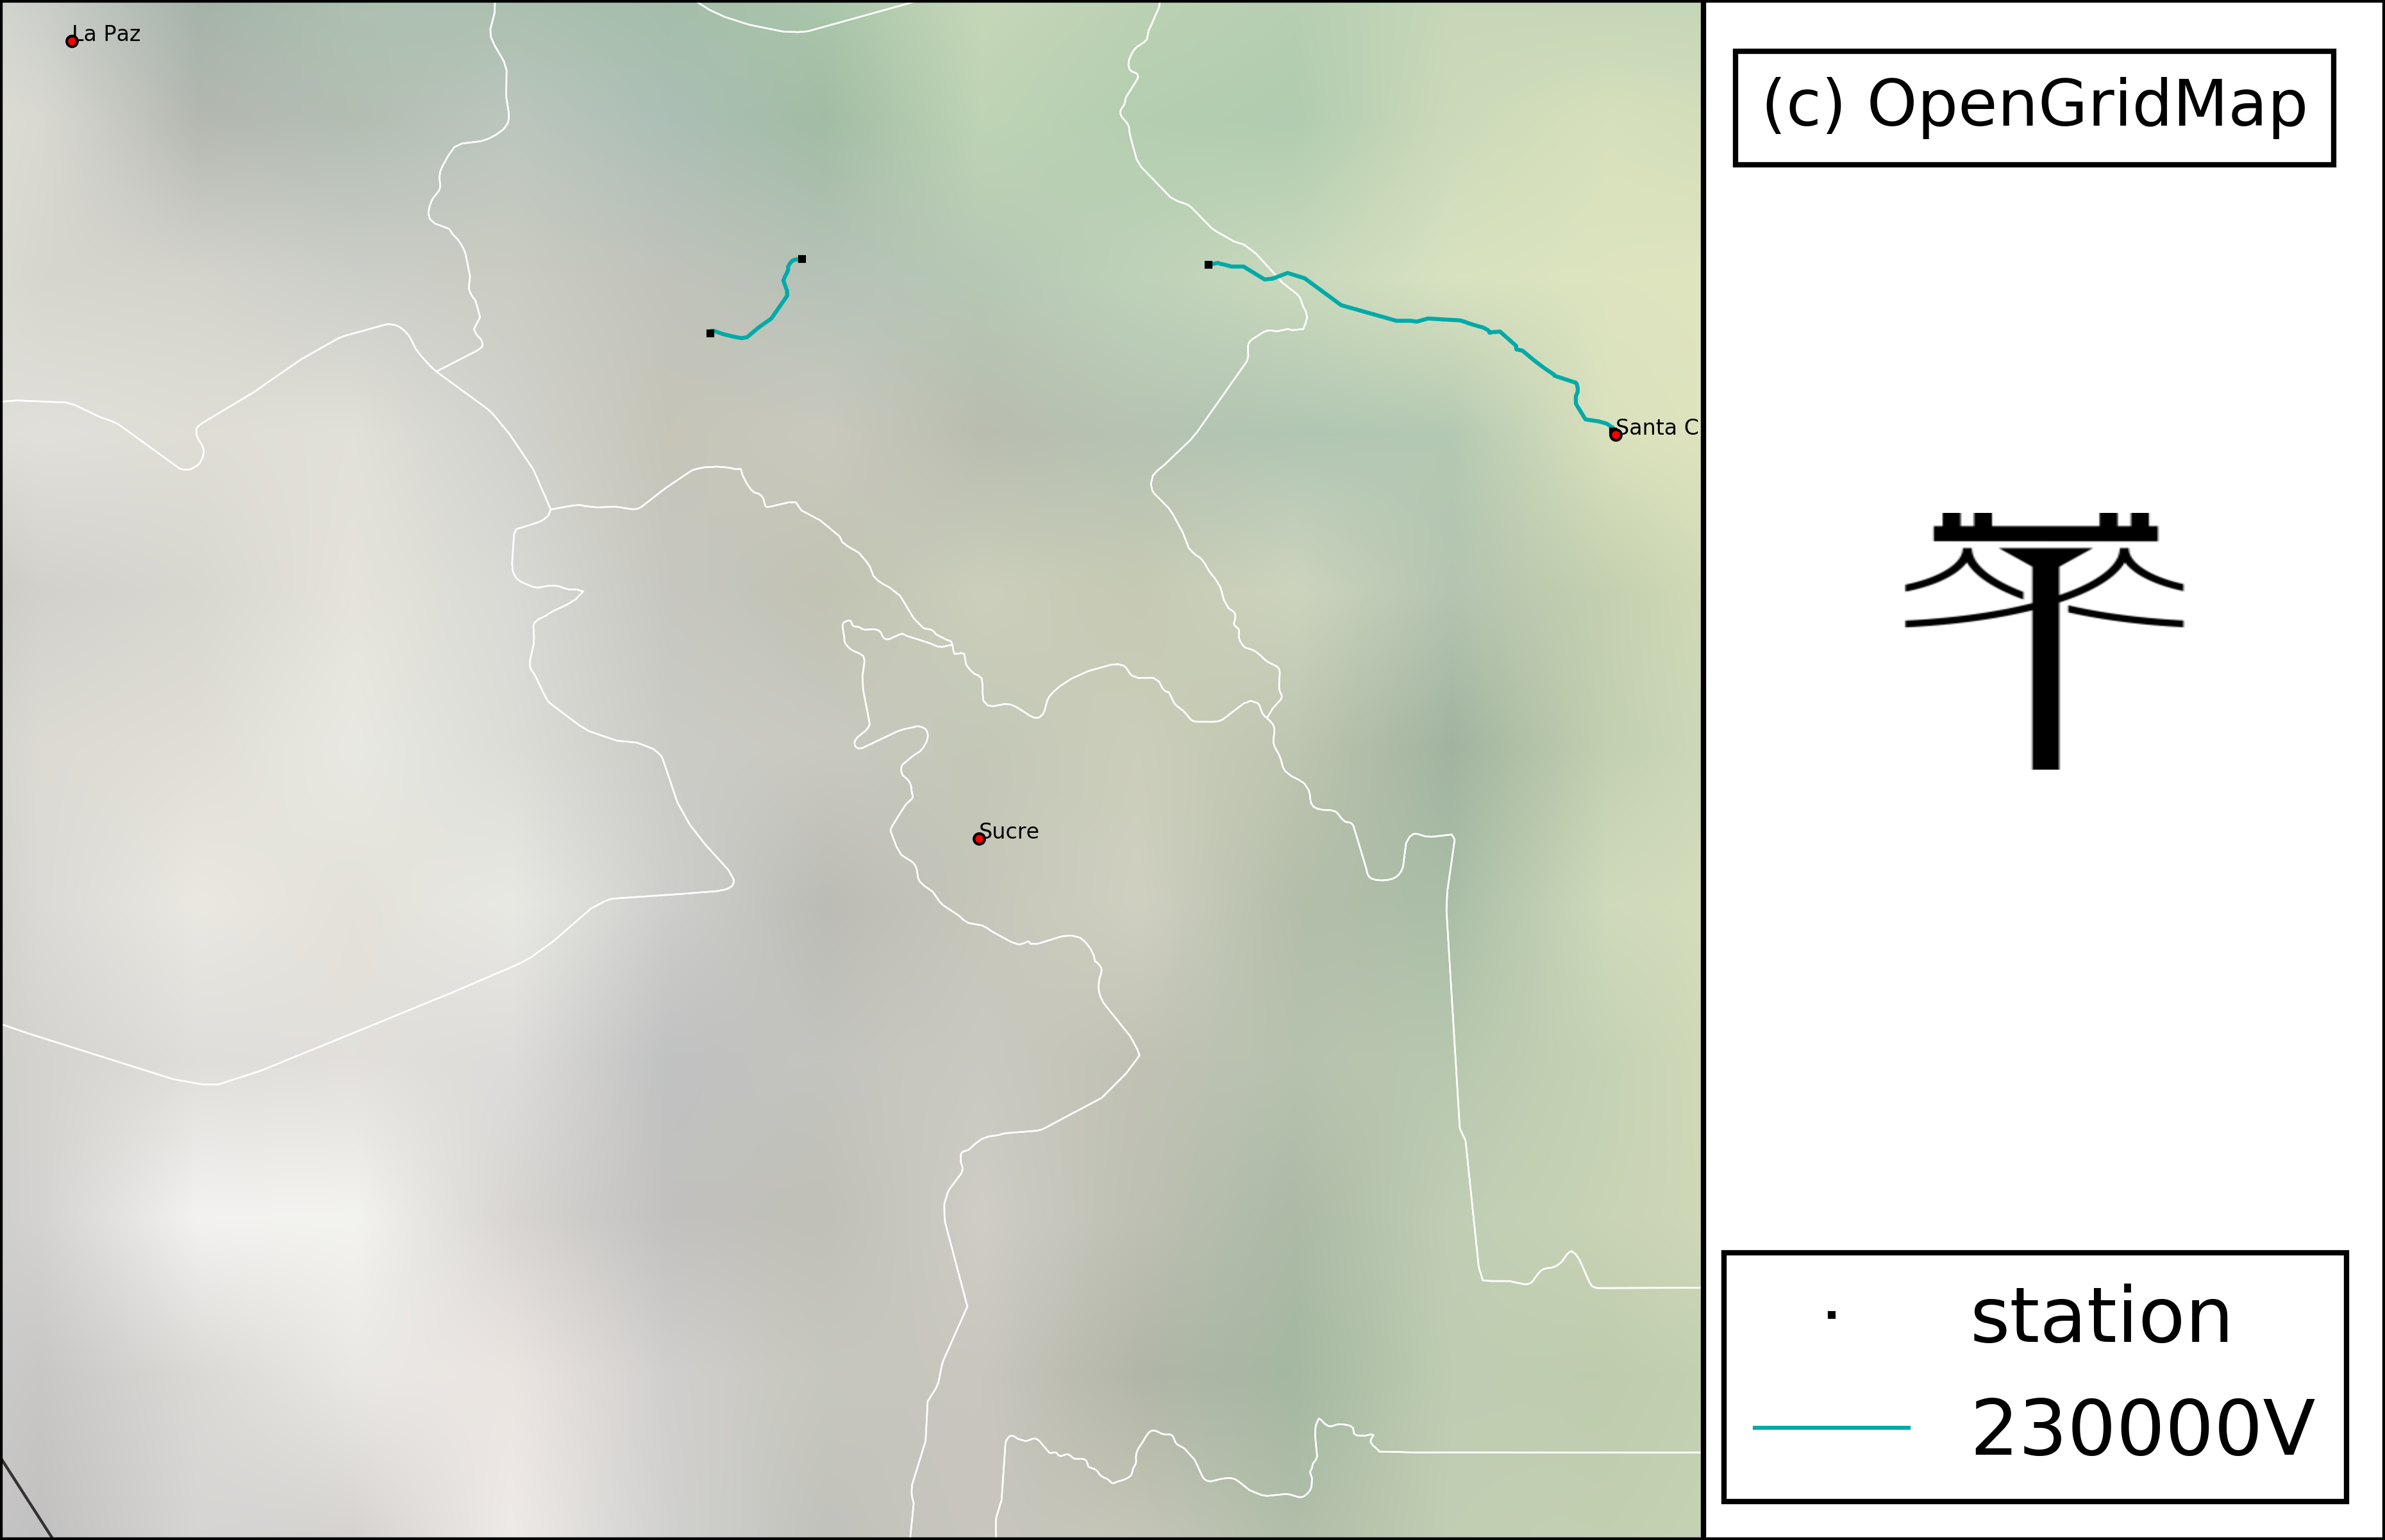 La Paz
(c) OpenGridMap
Santa C
Sucre
station
230000V